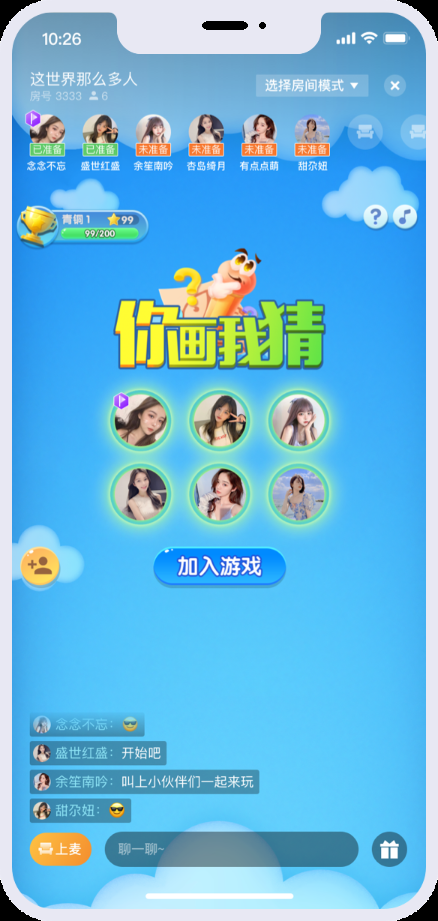 10:26
这世界那么多人
房号 3333 6
选择房间模式
已准备 已准备 未准备 未准备 未准备 未准备
念念不忘 盛世红盛 余笙南吟 杏岛绮月 有点点萌 甜尕妞
青铜 1 99
99/200
?
你画我猜
加入游戏
念念不忘：
盛世红盛：开始吧
余笙南吟：叫上小伙伴们一起来玩
甜尕妞：
上麦
聊一聊~